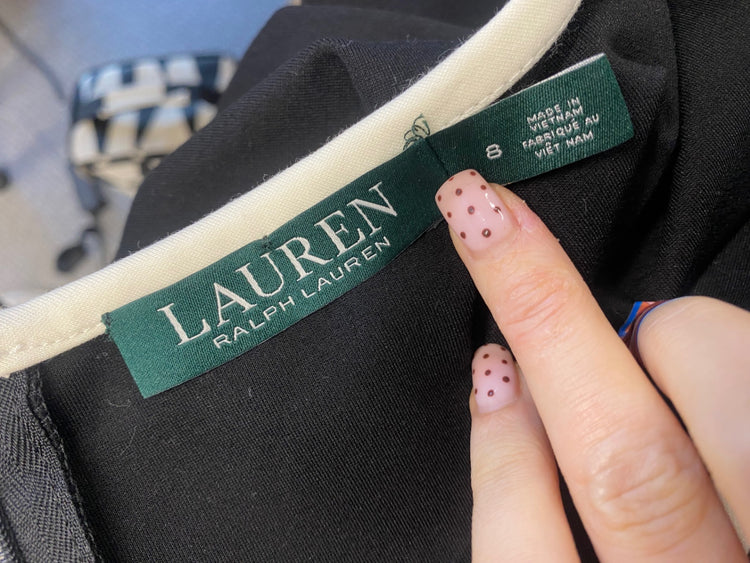 LAUREN
RALPH LAUREN
8
MADE IN
VIETNAM
FABRIQUÉ AU
VIÊT NAM